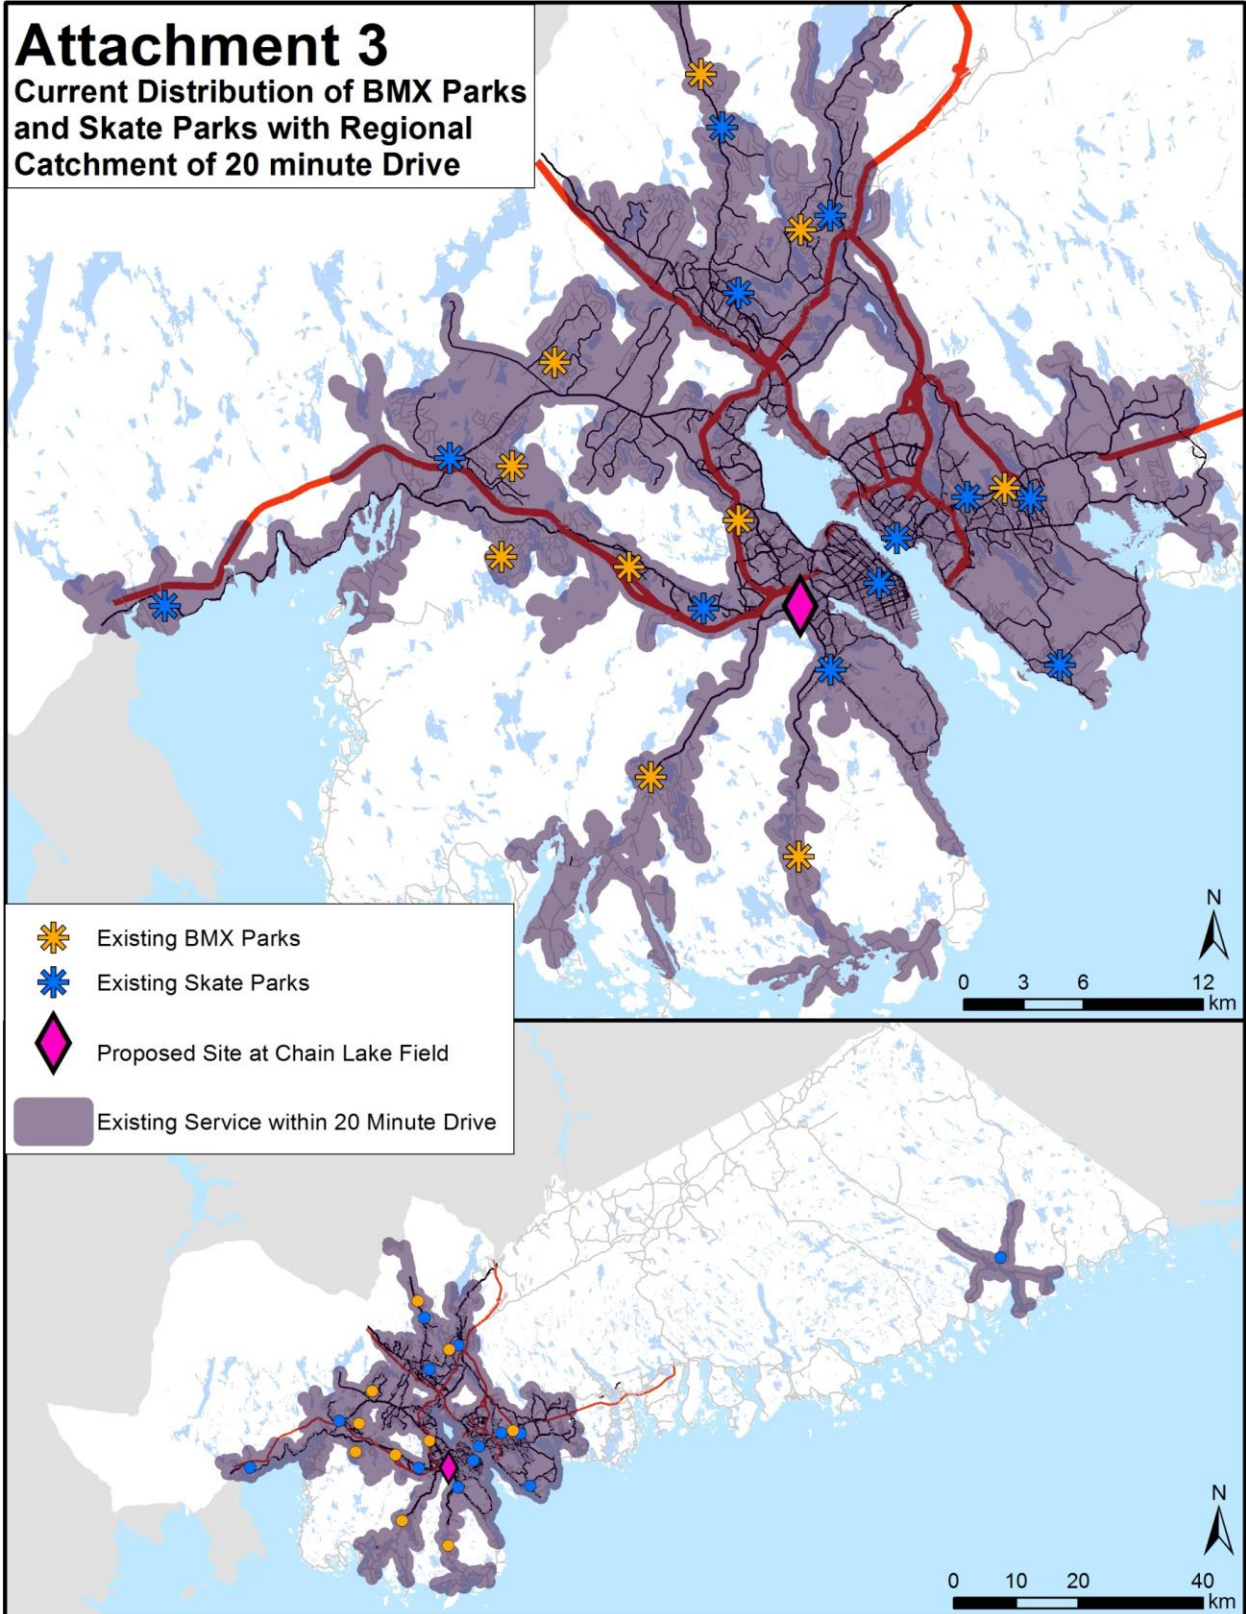 Attachment 3
Current Distribution of BMX Parks
and Skate Parks with Regional
Catchment of 20 minute Drive
N
0 3 6 12
km
Existing BMX Parks
Existing Skate Parks
Proposed Site at Chain Lake Field
Existing Service within 20 Minute Drive
N
0 10 20 40
km